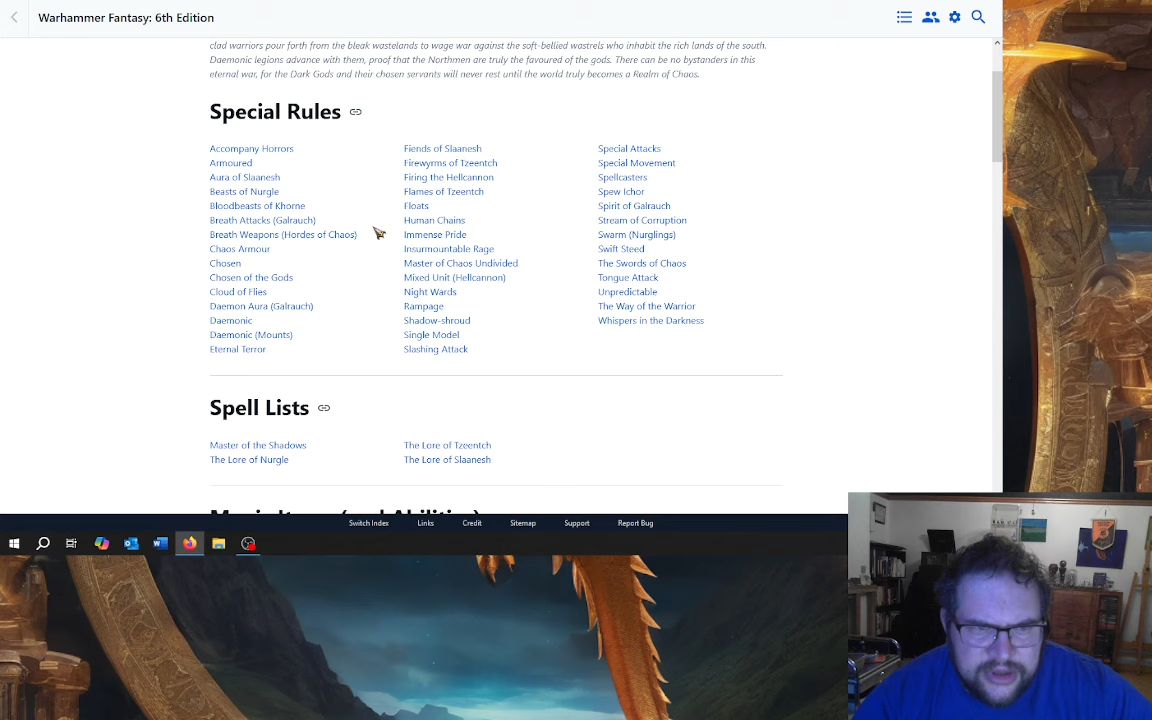 Warhammer Fantasy: 6th Edition
clad warriors pour forth from the bleak wastelands to wage war against the soft-bellied wastrels who inhabit the rich lands of the south.
Daemonic legions advance with them, proof that the Northmen are truly the favoured of the gods. There can be no bystanders in this
eternal war, for the Dark Gods and their chosen servants will never rest until the world truly becomes a Realm of Chaos.
Special Rules
Accompany Horrors
Armoured
Aura of Slaanesh
Beasts of Nurgle
Bloodbeasts of Khorne
Breath Attacks (Galrauch)
Breath Weapons (Hordes of Chaos)
Chaos Armour
Chosen
Chosen of the Gods
Cloud of Flies
Daemon Aura (Galrauch)
Daemonic
Daemonic (Mounts)
Eternal Terror
Fiends of Slaanesh
Firewyrms of Tzeentch
Firing the Hellcannon
Flames of Tzeentch
Floats
Human Chains
Immense Pride
Insurmountable Rage
Master of Chaos Undivided
Mixed Unit (Hellcannon)
Night Wards
Rampage
Shadow-shroud
Single Model
Slashing Attack
Special Attacks
Special Movement
Spellcasters
Spew Ichor
Spirit of Galrauch
Stream of Corruption
Swarm (Nurglings)
Swift Steed
The Swords of Chaos
Tongue Attack
Unpredictable
The Way of the Warrior
Whispers in the Darkness
Spell Lists
Master of the Shadows
The Lore of Nurgle
The Lore of Tzeentch
The Lore of Slaanesh
Magic Items (and Abilities)
Switch Index
Links
Credit
Sitemap
Support
Report Bug